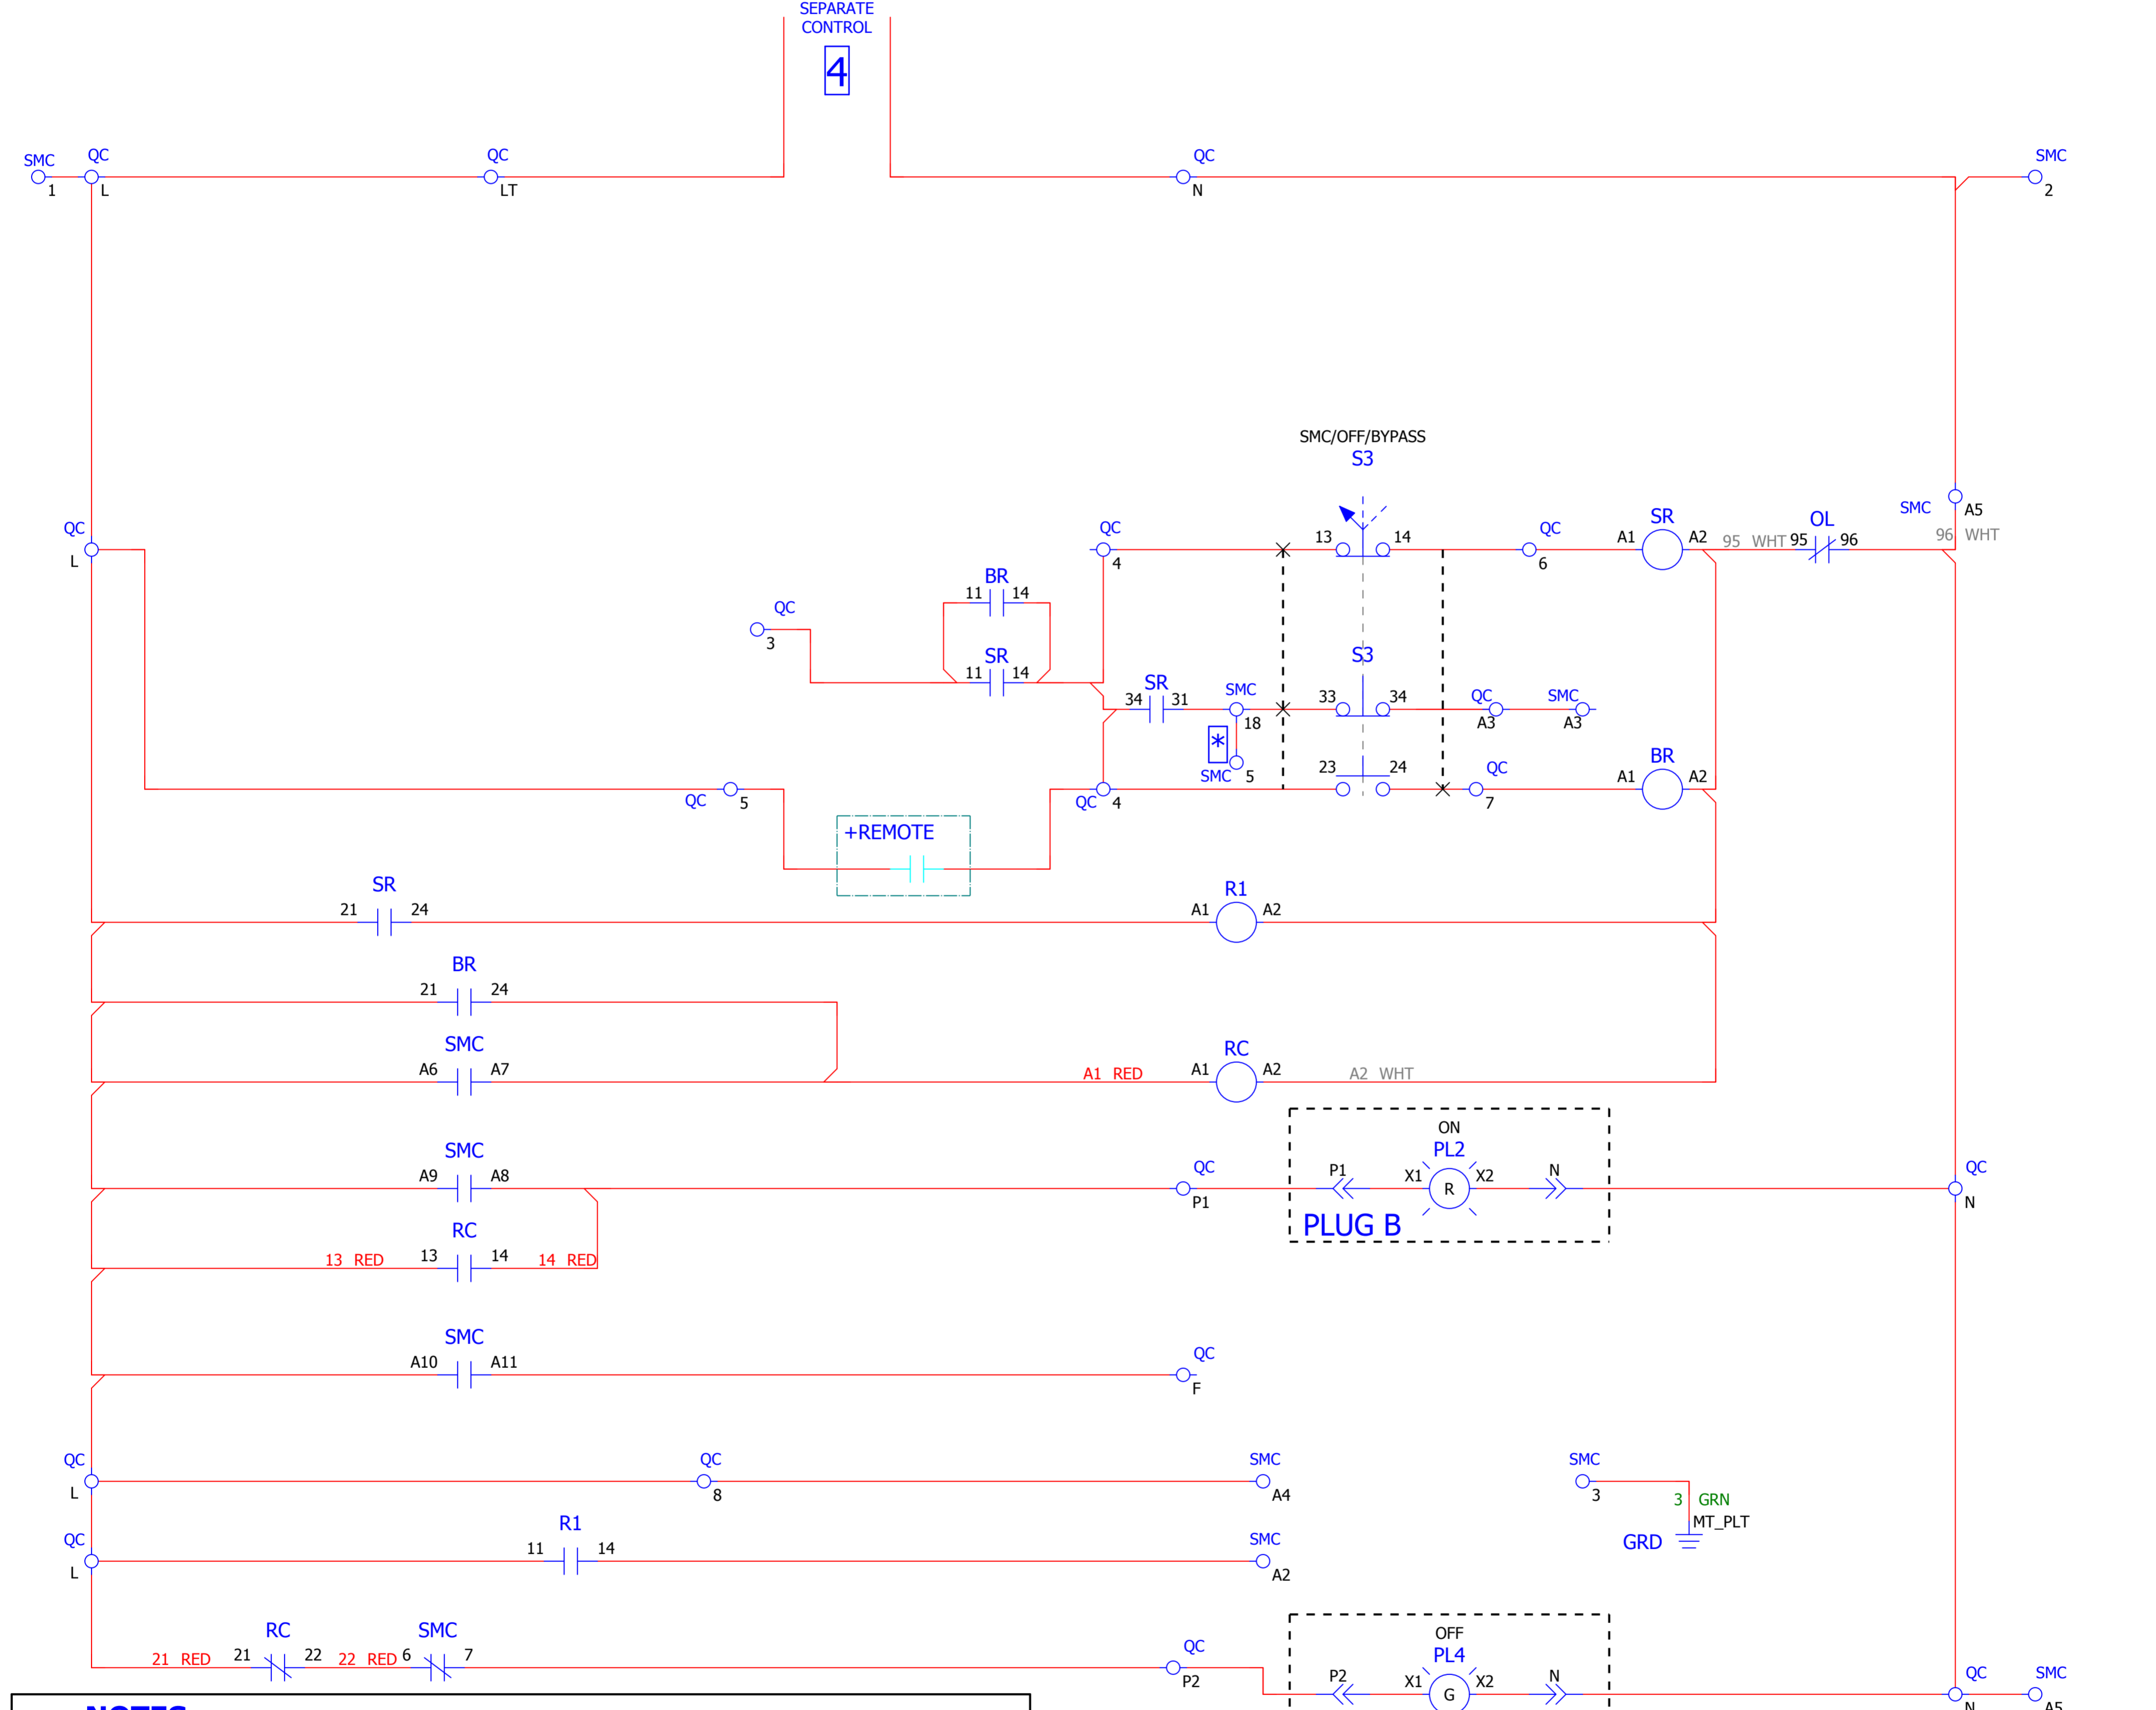 SEPARATE
CONTROL
4
SMC QC QC QC SMC
1 L LT N 2
SMC/OFF/BYPASS
S3
QC QC 13 14 QC SR OL SMC A5
L 4 6 A1 A2 95 WHT 95 96 96 WHT
BR
11 14
QC
3
SR S3
11 14
SR SMC QC SMC
34 31 18 33 34 A3 A3
*
SMC 5 23 24 QC BR
QC 5 QC 4 7 A1 A2
+REMOTE
SR R1
21 24 A1 A2
BR
21 24
SMC RC
A6 A7 A1 RED A1 A2 A2 WHT
ON
SMC QC PL2 QC
A9 A8 P1 P1 X1 R X2 N N
PLUG B
RC
13 RED 13 14 14 RED
SMC QC
A10 A11 F
QC QC SMC SMC
L 8 A4 3
3 GRN
MT_PLT
GRD
QC R1 SMC
L 11 14 A2
OFF
RC SMC QC PL4 QC SMC
21 RED 21 22 22 RED 6 7 P2 P2 X1 G X2 N N A5
NOTES